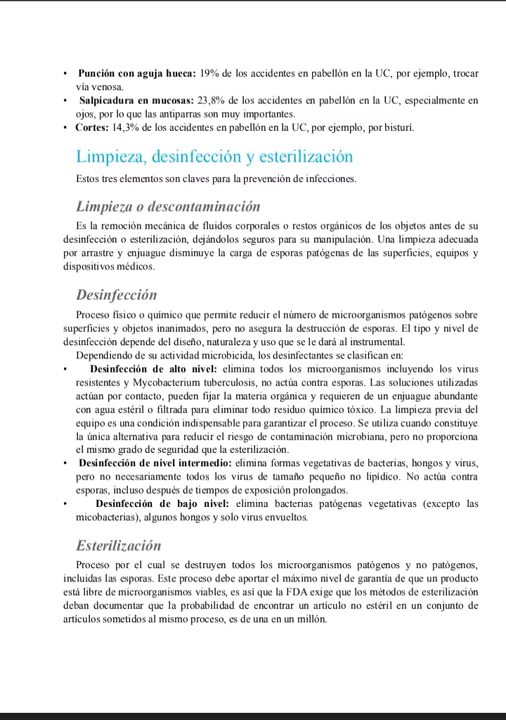 • Punción con aguja hueca: 19% de los accidentes en pabellón en la UC, por ejemplo, trocar
vía venosa.
• Salpicadura en mucosas: 23,8% de los accidentes en pabellón en la UC, especialmente en
ojos, por lo que las antiparras son muy importantes.
• Cortes: 14,3% de los accidentes en pabellón en la UC, por ejemplo, por bisturí.
Limpieza, desinfección y esterilización
Estos tres elementos son claves para la prevención de infecciones.
Limpieza o descontaminación
Es la remoción mecánica de fluidos corporales o restos orgánicos de los objetos antes de su
desinfección o esterilización, dejándolos seguros para su manipulación. Una limpieza adecuada
por arrastre y enjuague disminuye la carga de esporas patógenas de las superficies, equipos y
dispositivos médicos.
Desinfección
Proceso físico o químico que permite reducir el número de microorganismos patógenos sobre
superficies y objetos inanimados, pero no asegura la destrucción de esporas. El tipo y nivel de
desinfección depende del diseño, naturaleza y uso que se le dará al instrumental.
Dependiendo de su actividad microbicida, los desinfectantes se clasifican en:
• Desinfección de alto nivel: elimina todos los microorganismos incluyendo los virus
resistentes y Mycobacterium tuberculosis, no actúa contra esporas. Las soluciones utilizadas
actúan por contacto, pueden fijar la materia orgánica y requieren de un enjuague abundante
con agua estéril o filtrada para eliminar todo residuo químico tóxico. La limpieza previa del
equipo es una condición indispensable para garantizar el proceso. Se utiliza cuando constituye
la única alternativa para reducir el riesgo de contaminación microbiana, pero no proporciona
el mismo grado de seguridad que la esterilización.
• Desinfección de nivel intermedio: elimina formas vegetativas de bacterias, hongos y virus,
pero no necesariamente todos los virus de tamaño pequeño no lipídico. No actúa contra
esporas, incluso después de tiempos de exposición prolongados.
• Desinfección de bajo nivel: elimina bacterias patógenas vegetativas (excepto las
micobacterias), algunos hongos y solo virus envueltos.
Esterilización
Proceso por el cual se destruyen todos los microorganismos patógenos y no patógenos,
incluidas las esporas. Este proceso debe aportar el máximo nivel de garantía de que un producto
está libre de microorganismos viables, es así que la FDA exige que los métodos de esterilización
deban documentar que la probabilidad de encontrar un artículo no estéril en un conjunto de
artículos sometidos al mismo proceso, es de una en un millón.